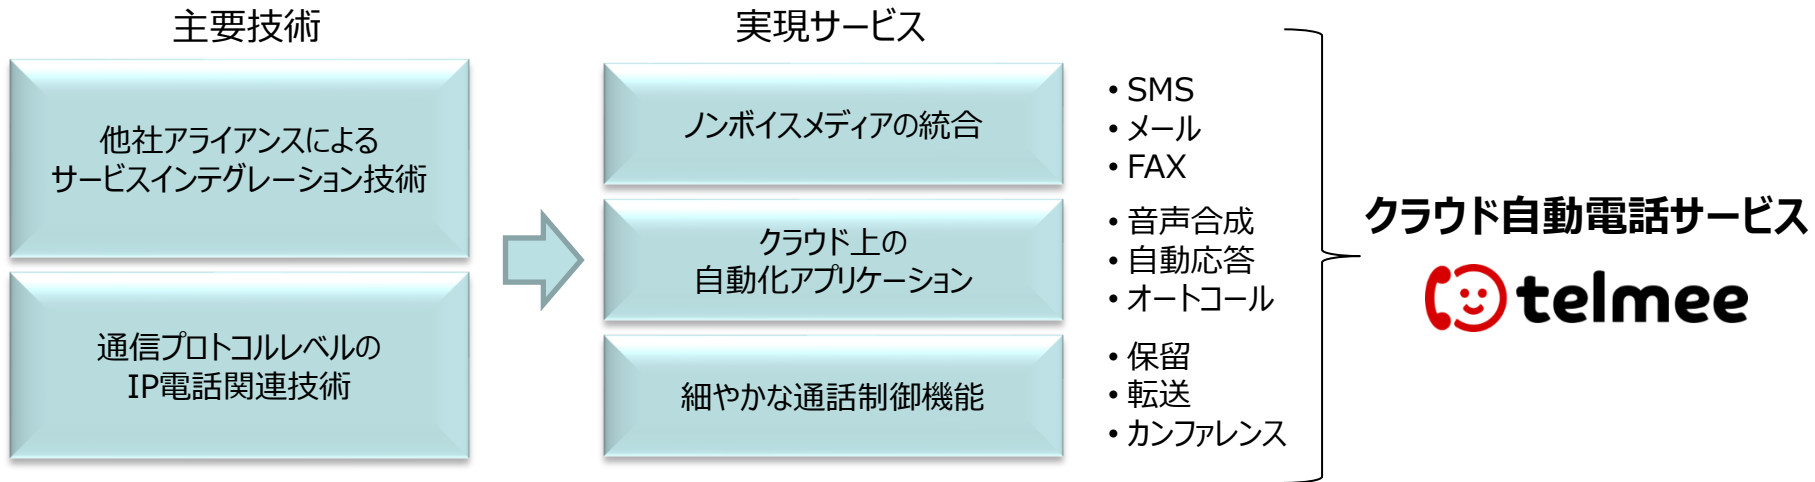 主要技術
他社アライアンスによる
サービスインテグレーション技術
通信プロトコルレベルの
IP電話関連技術
実現サービス
ノンボイスメディアの統合
• SMS
• メール
• FAX
クラウド上の
自動化アプリケーション
• 音声合成
• 自動応答
• オートコール
細やかな通話制御機能
• 保留
• 転送
• カンファレンス
クラウド自動電話サービス
telmee